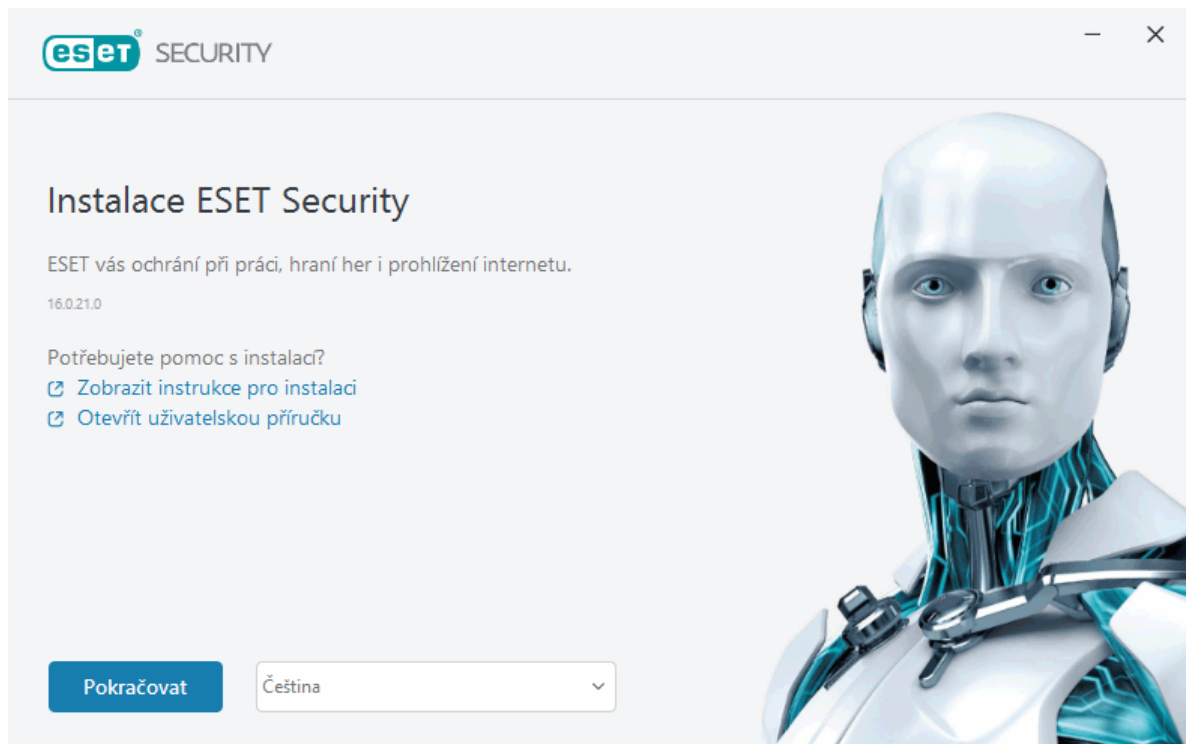 eset® SECURITY
Instalace ESET Security
ESET vás ochrání při práci, hraní her i prohlížení internetu.
16.0.21.0
Potřebujete pomoc s instalací?
Zobrazit instrukce pro instalaci
Otevřít uživatelskou příručku
Pokračovat
Čeština